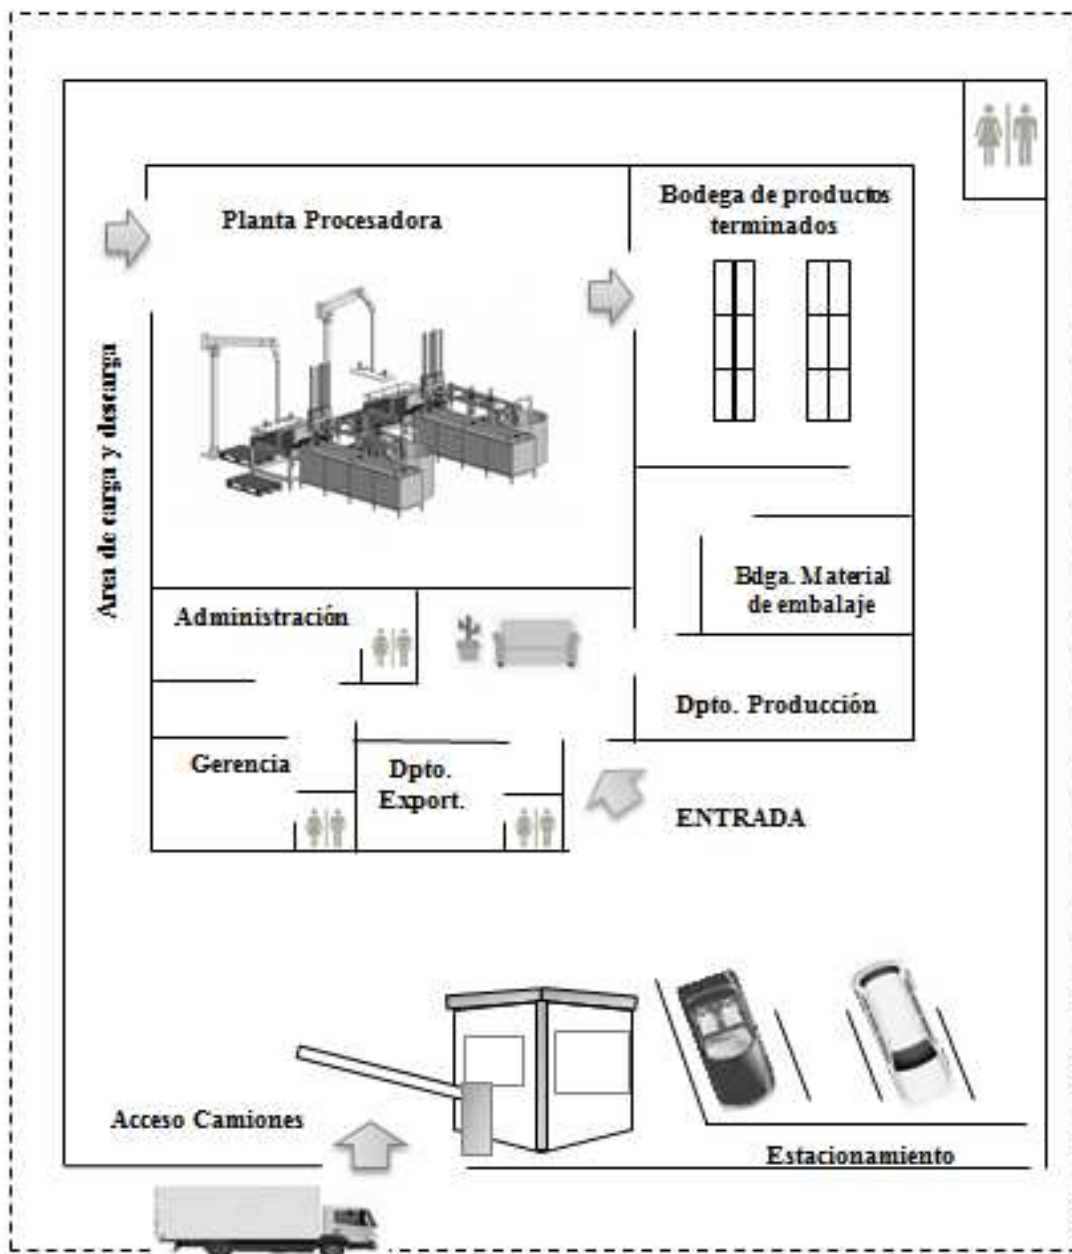 Planta Procesadora
Bodega de productos
terminados
Area de carga y descarga
Administración
Bdga. Material
de embalaje
Dpto. Producción
Gerencia
Dpto.
Export.
ENTRADA
Acceso Camiones
Estacionamiento